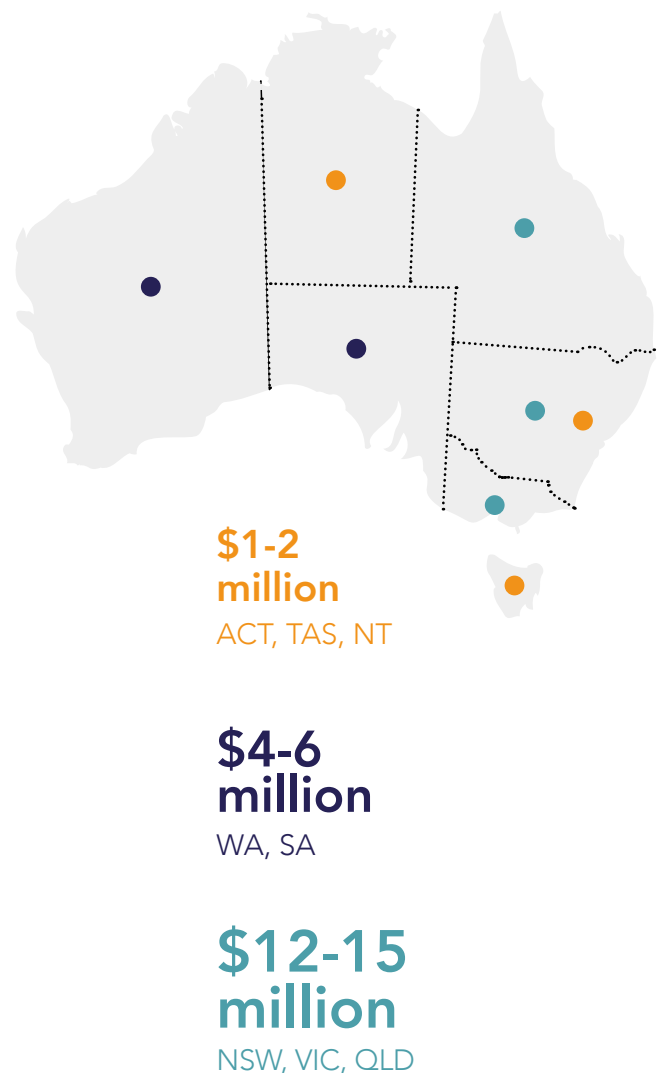 $1-2
million
ACT, TAS, NT
$4-6
million
WA, SA
$12-15
million
NSW, VIC, QLD